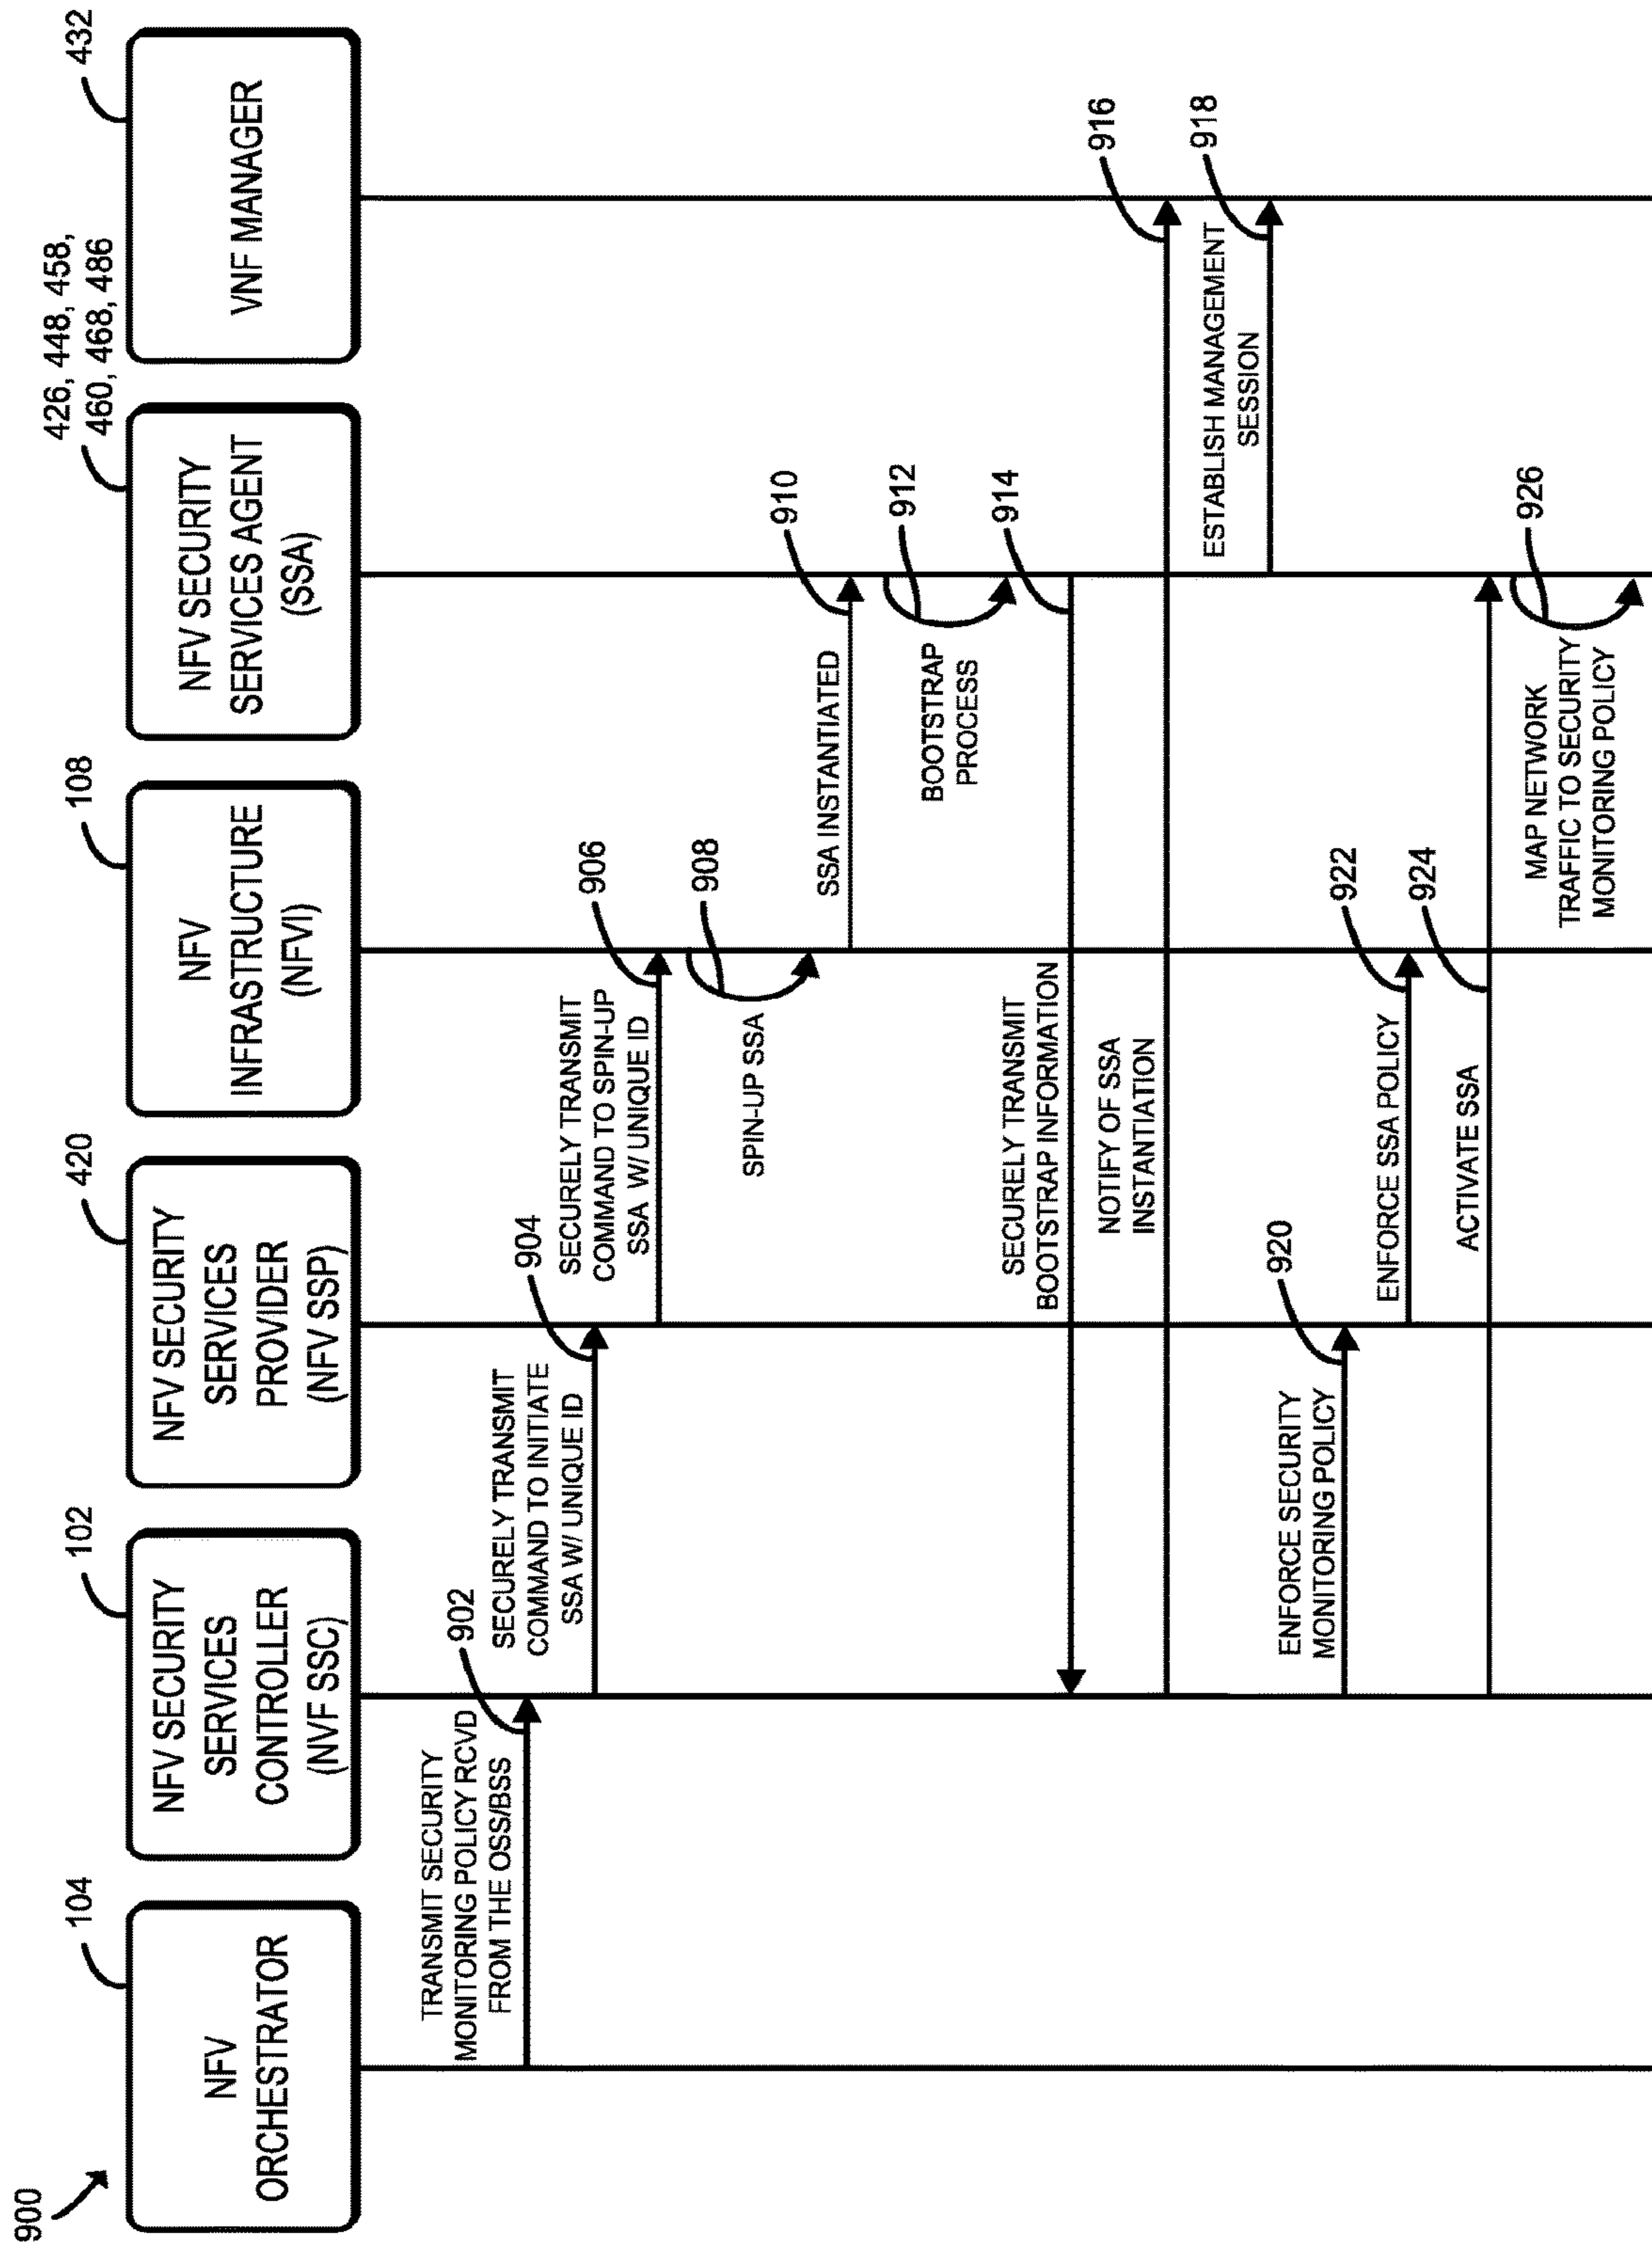 900
NFV
ORCHESTRATOR
104
NFV SECURITY
SERVICES
CONTROLLER
(NVF SSC)
102
NFV SECURITY
SERVICES
PROVIDER
(NFV SSP)
420
NFV
INFRASTRUCTURE
(NFVI)
108
NFV SECURITY
SERVICES AGENT
(SSA)
426, 448, 458,
460, 468, 486
VNF MANAGER
432
TRANSMIT SECURITY
MONITORING POLICY RCVD
FROM THE OSS/BSS
902
SECURELY TRANSMIT
COMMAND TO INITIATE
SSA W/ UNIQUE ID
904
SECURELY TRANSMIT
COMMAND TO SPIN-UP
SSA W/ UNIQUE ID
906
SPIN-UP SSA
908
SSA INSTANTIATED
910
BOOTSTRAP
PROCESS
912
SECURELY TRANSMIT
BOOTSTRAP INFORMATION
914
NOTIFY OF SSA
INSTANTIATION
916
ESTABLISH MANAGEMENT
SESSION
918
ENFORCE SECURITY
MONITORING POLICY
920
ENFORCE SSA POLICY
922
ACTIVATE SSA
924
MAP NETWORK
TRAFFIC TO SECURITY
MONITORING POLICY
926